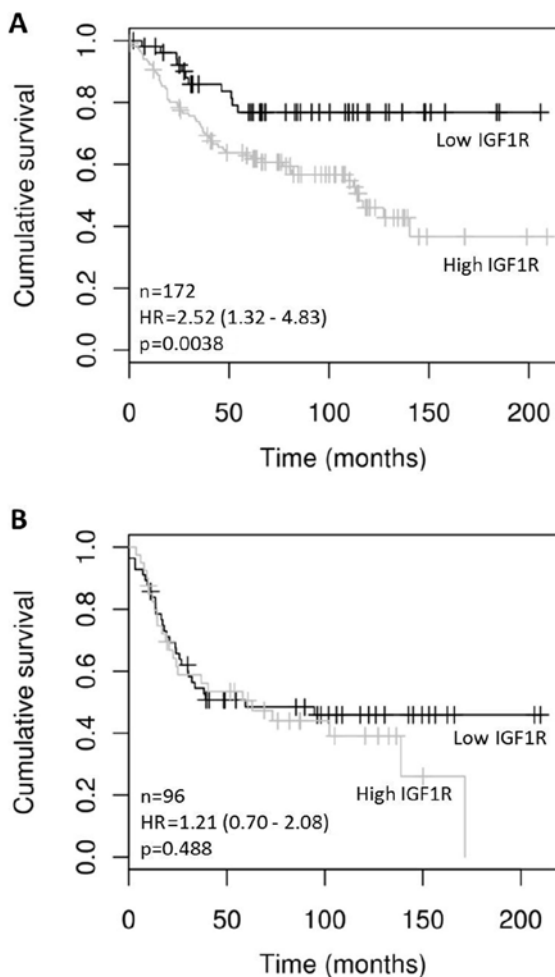 A
Cumulative survival
1.0
0.8
0.6
0.4
0.2
0.0
Low IGF1R
High IGF1R
n=172
HR=2.52 (1.32 - 4.83)
p=0.0038
0 50 100 150 200
Time (months)
B
Cumulative survival
1.0
0.8
0.6
0.4
0.2
0.0
Low IGF1R
High IGF1R
n=96
HR=1.21 (0.70 - 2.08)
p=0.488
0 50 100 150 200
Time (months)